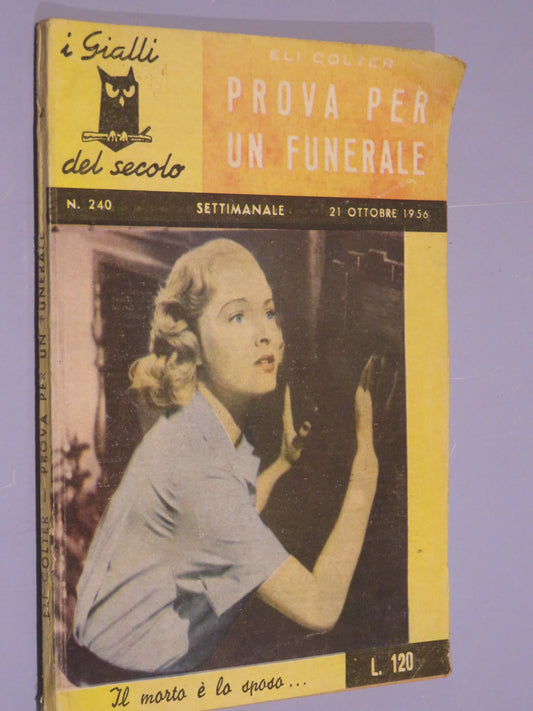 i Gialli
del secolo
ELI COLTER
PROVA PER
UN FUNERALE
N. 240 SETTIMANALE - 21 OTTOBRE 1956
Il morto è lo sposo...
L. 120
ELI COLTER - PROVA PER UN FUNERALE